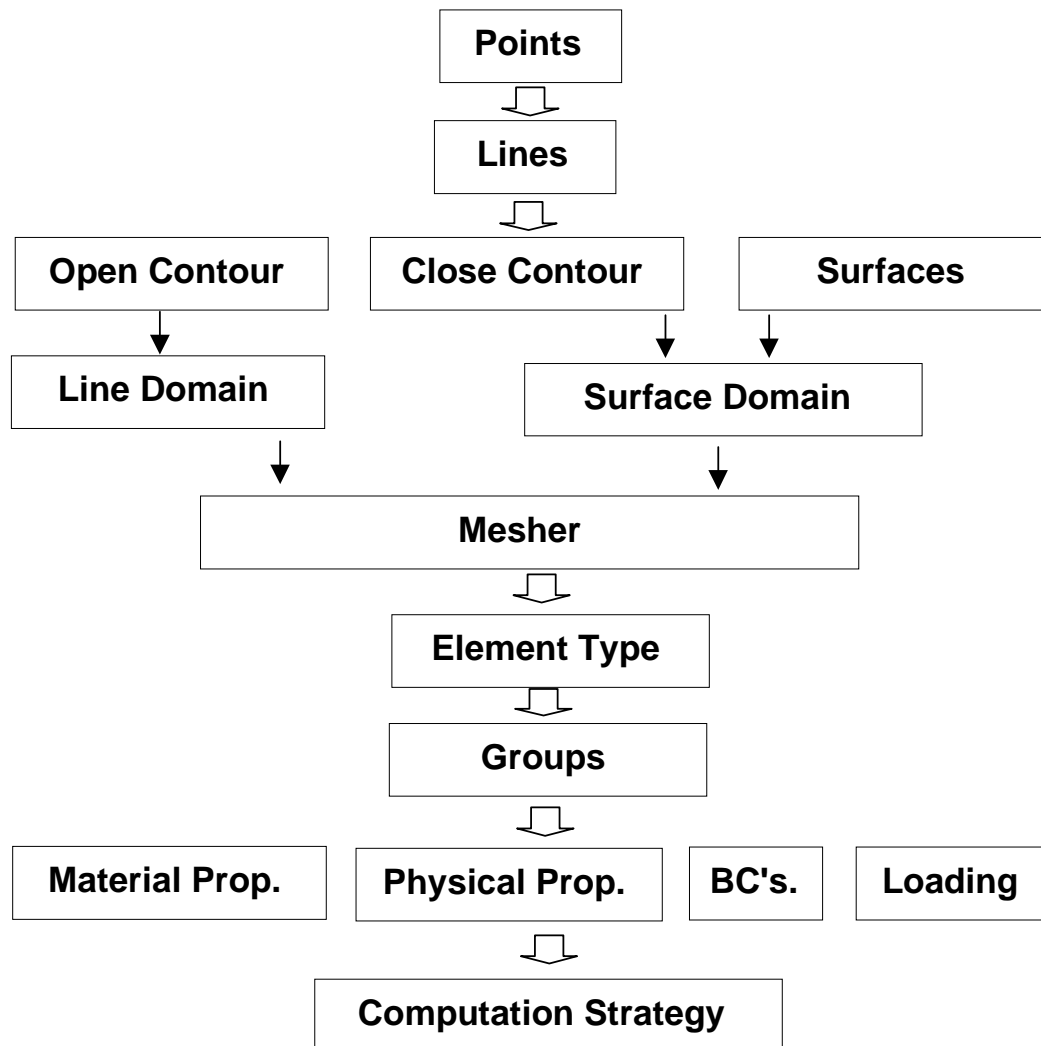 Points
Lines
Open Contour
Close Contour
Surfaces
Line Domain
Surface Domain
Mesher
Element Type
Groups
Material Prop.
Physical Prop.
BC's.
Loading
Computation Strategy